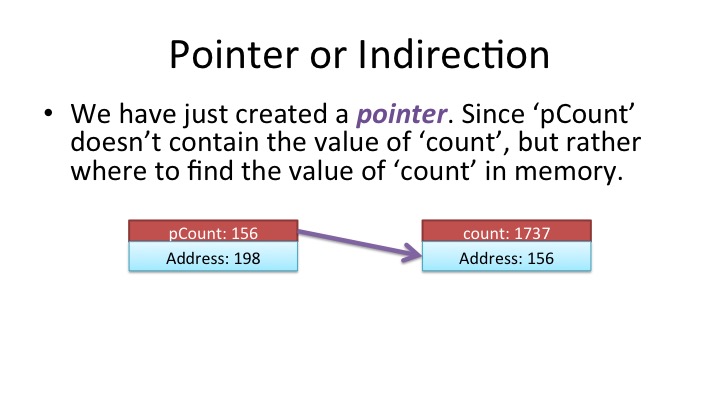 Pointer or Indirection
• We have just created a pointer. Since ‘pCount’
doesn’t contain the value of ‘count’, but rather
where to find the value of ‘count’ in memory.
pCount: 156
Address: 198
count: 1737
Address: 156